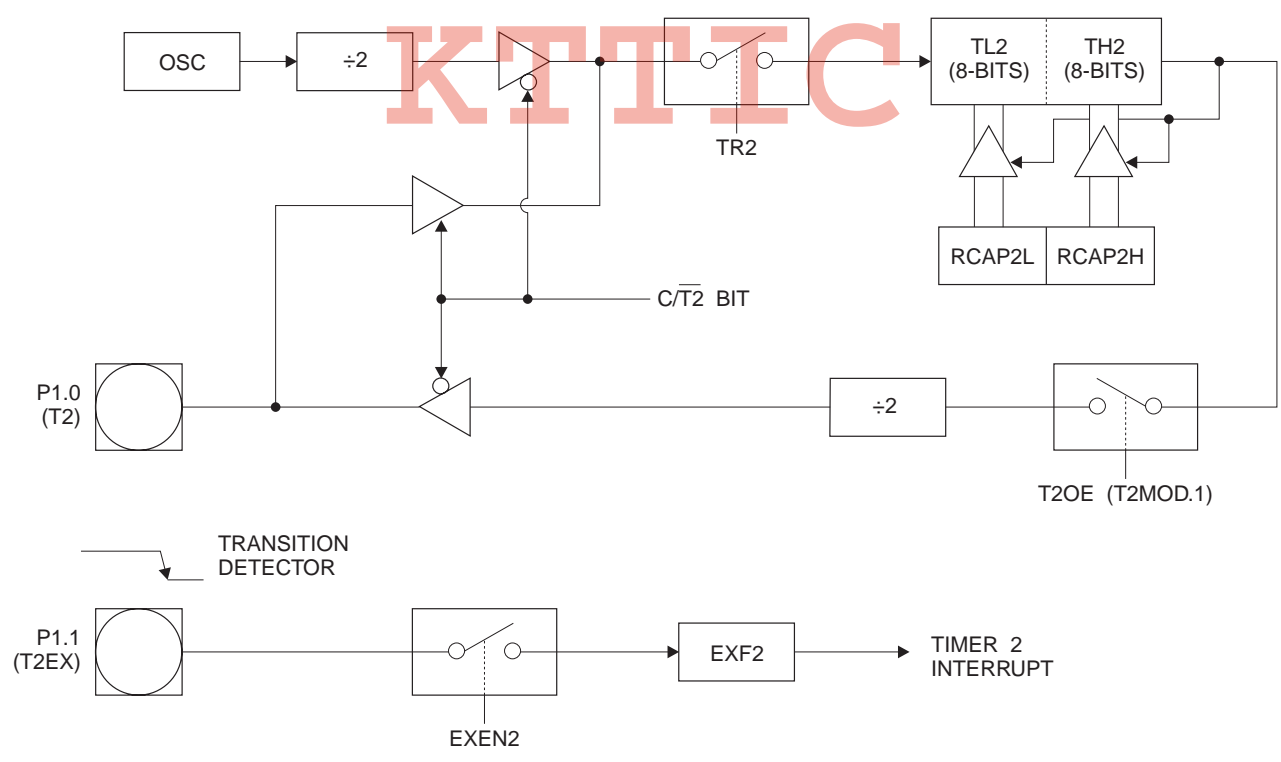 KTTIC
OSC
÷2
TL2
(8-BITS)
TH2
(8-BITS)
TR2
RCAP2L
RCAP2H
C/T2̅ BIT
P1.0
(T2)
÷2
T2OE (T2MOD.1)
TRANSITION
DETECTOR
P1.1
(T2EX)
EXF2
TIMER 2
INTERRUPT
EXEN2